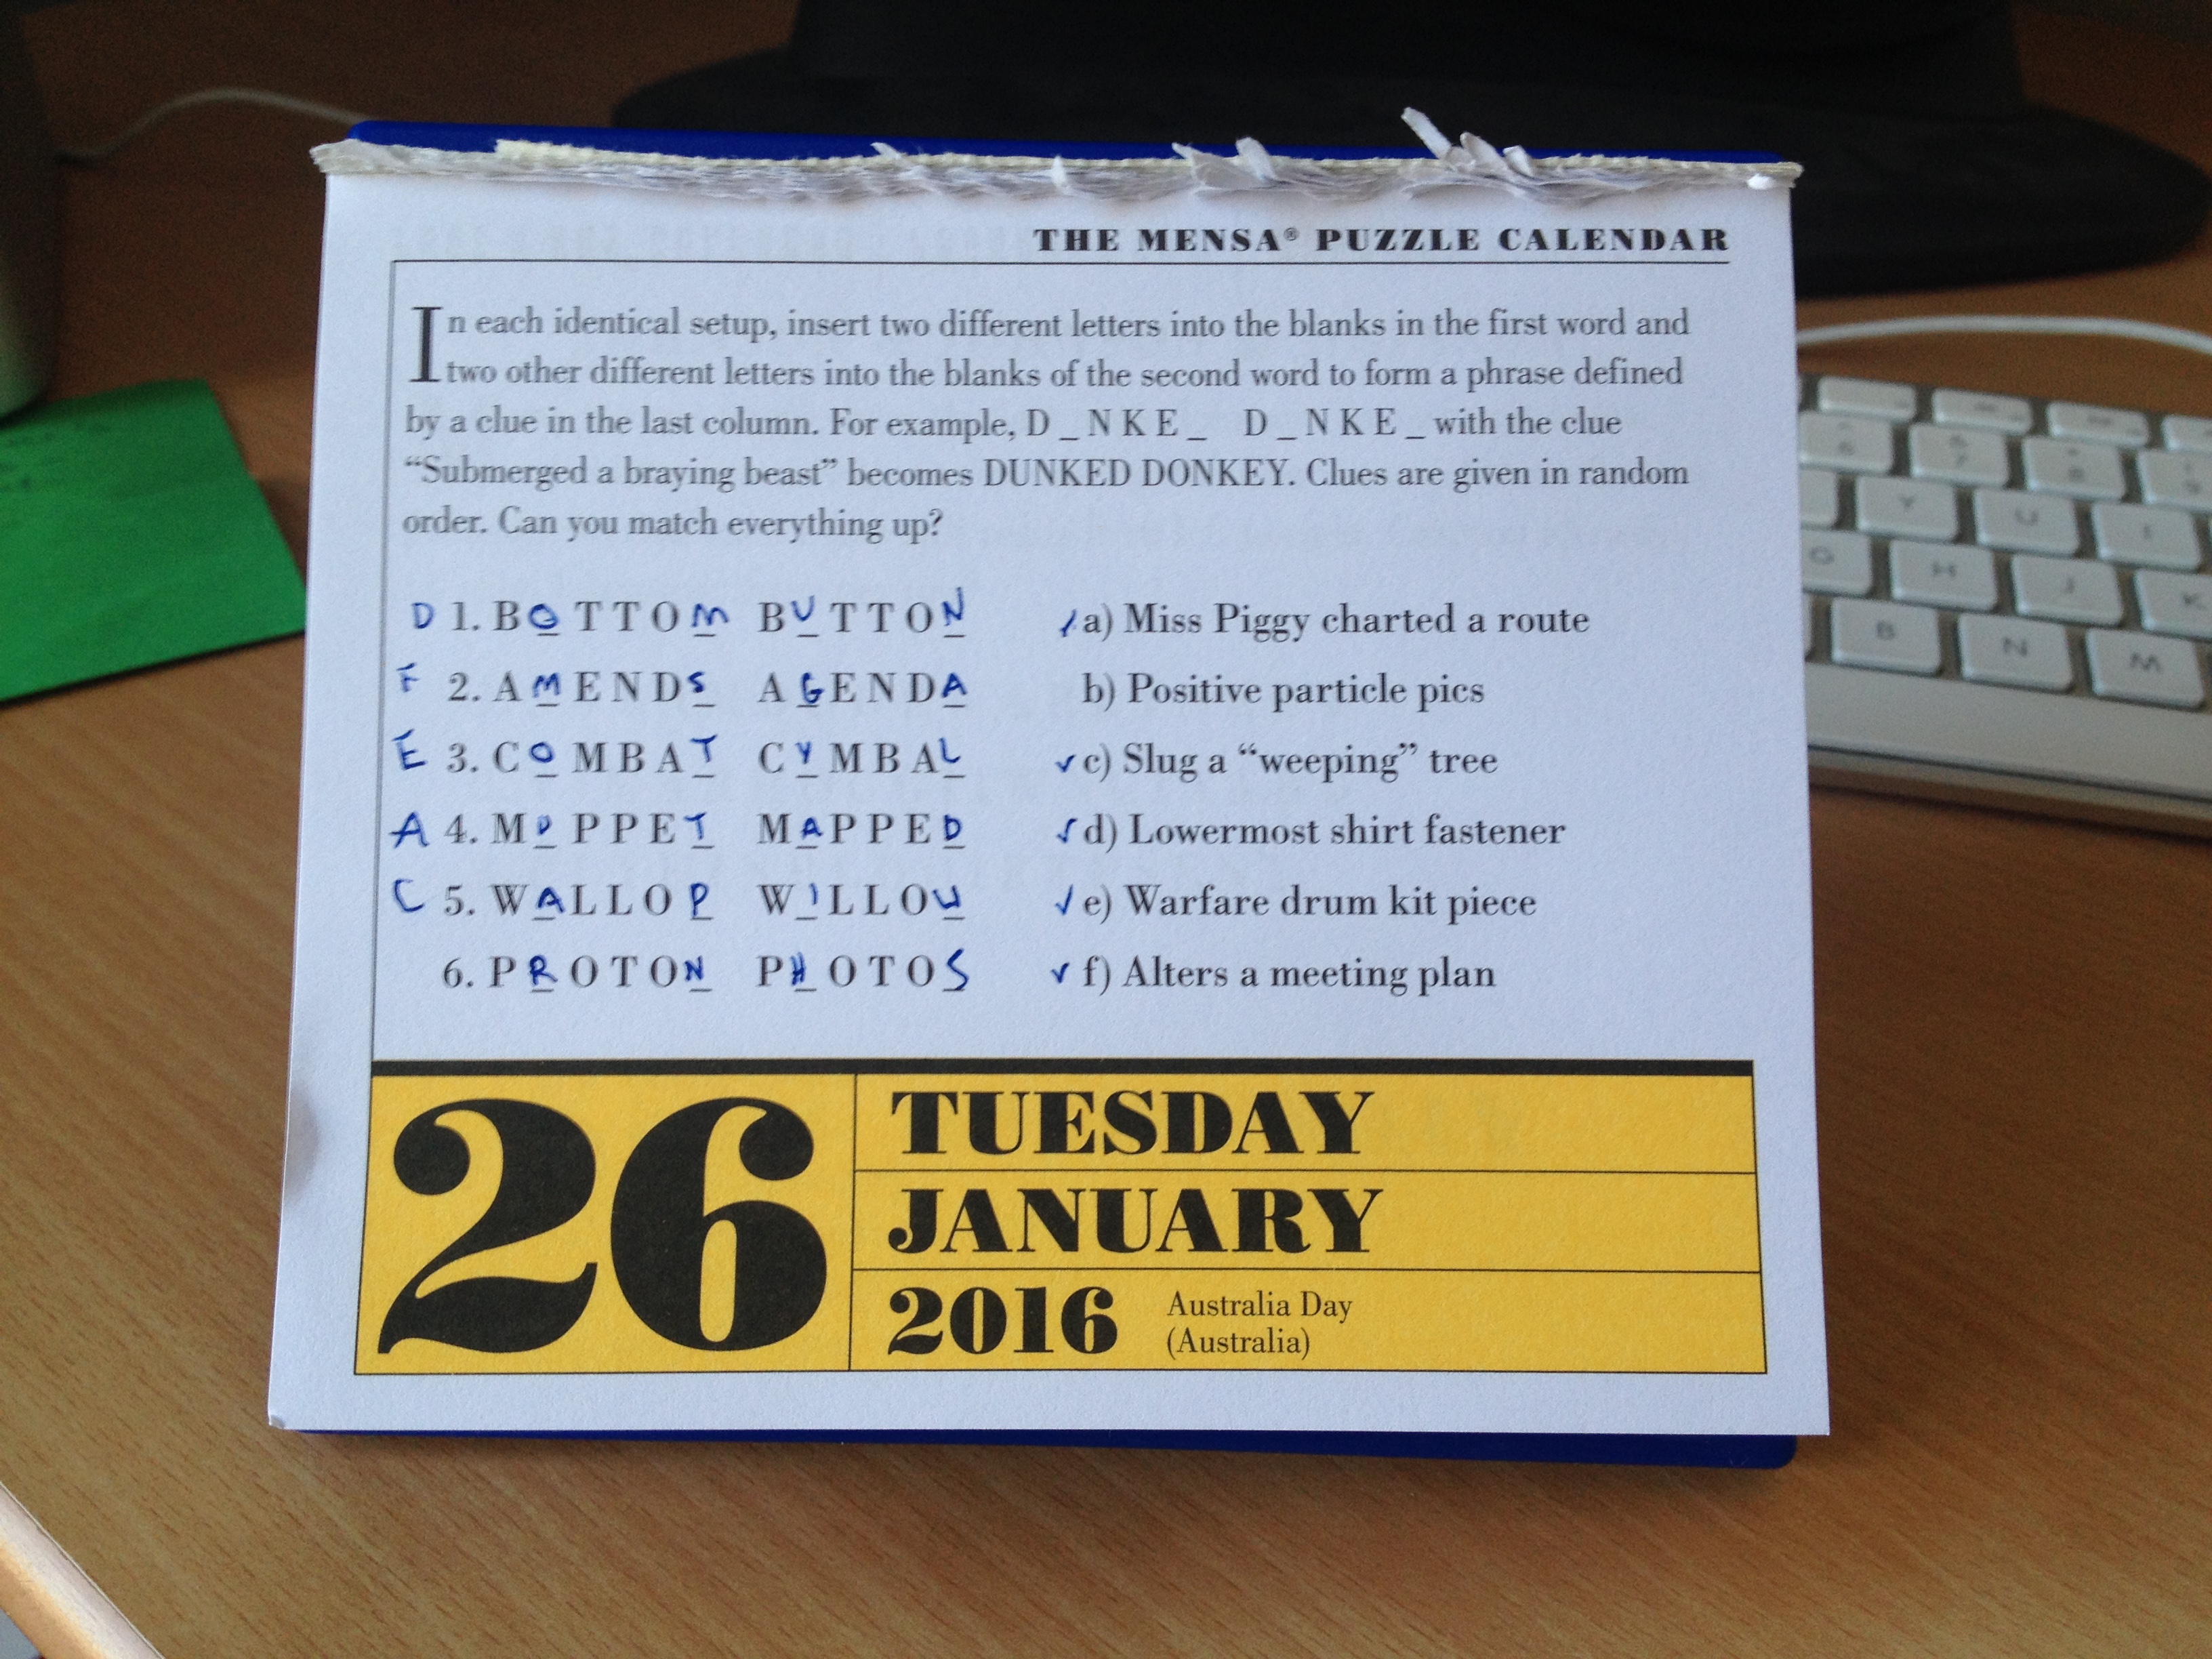 THE MENSA® PUZZLE CALENDAR
In each identical setup, insert two different letters into the blanks in the first word and
two other different letters into the blanks of the second word to form a phrase defined
by a clue in the last column. For example, D _ N K E _ D _ N K E _ with the clue
“Submerged a braying beast” becomes DUNKED DONKEY. Clues are given in random
order. Can you match everything up?
D 1. BOTTOM BUTTON ✓ a) Miss Piggy charted a route
F 2. AMENDS AGENDA b) Positive particle pics
E 3. COMBAT CYMBAL ✓ c) Slug a “weeping” tree
A 4. MUPPET MAPPED ✓ d) Lowermost shirt fastener
C 5. WALLOP WILLOW ✓ e) Warfare drum kit piece
6. PROTON PHOTOS ✓ f) Alters a meeting plan
26
TUESDAY
JANUARY
2016 Australia Day
(Australia)
Y U I
G H J K
B N M